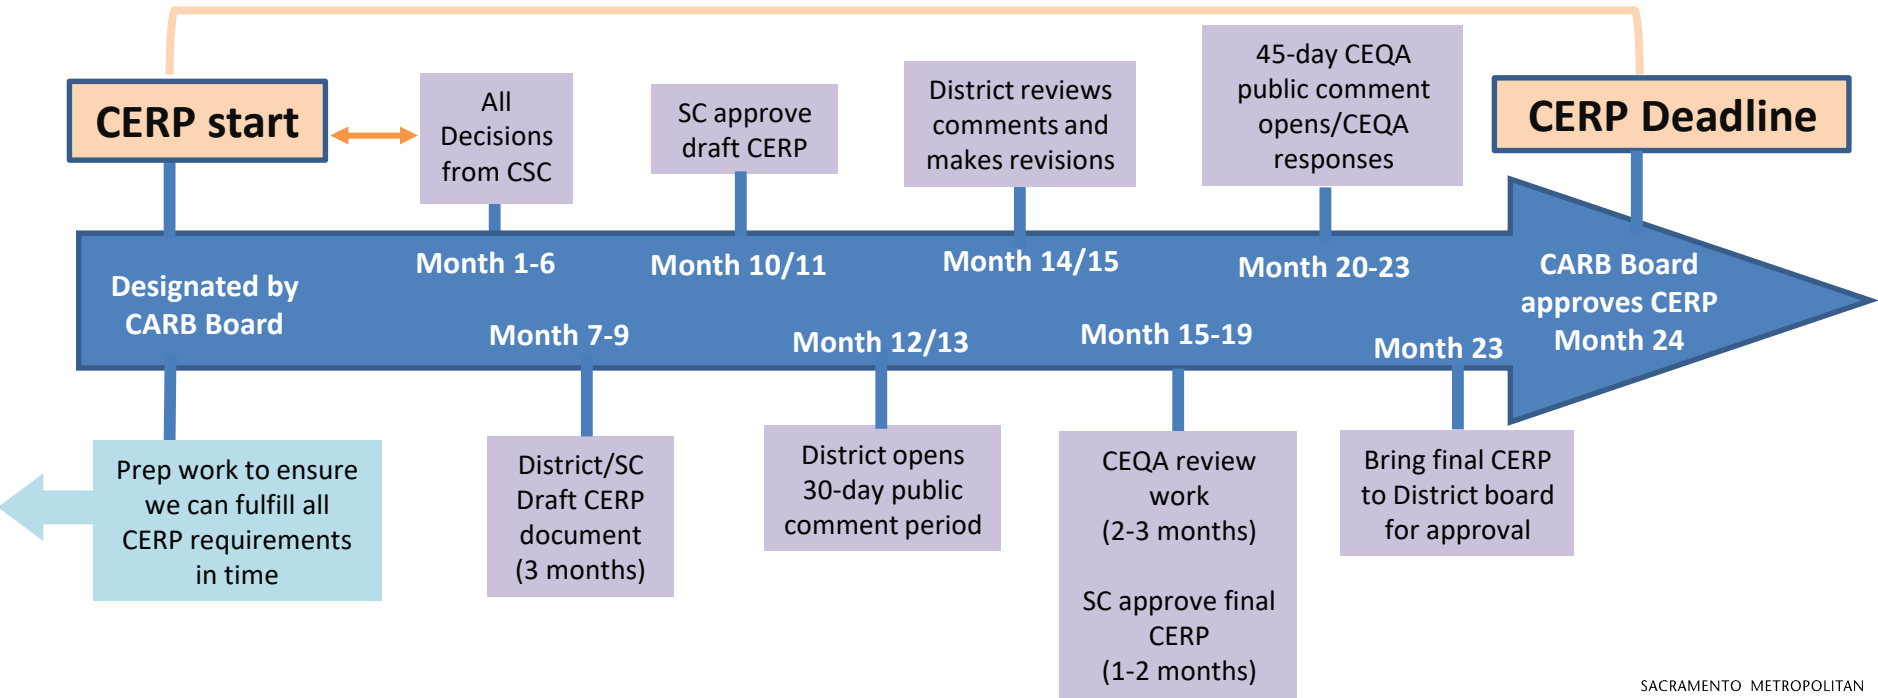 CERP start
All
Decisions
from CSC
SC approve
draft CERP
District reviews
comments and
makes revisions
45-day CEQA
public comment
opens/CEQA
responses
CERP Deadline
Designated by
CARB Board
Month 1-6
Month 7-9
Month 10/11
Month 12/13
Month 14/15
Month 15-19
Month 20-23
Month 23
CARB Board
approves CERP
Month 24
Prep work to ensure
we can fulfill all
CERP requirements
in time
District/SC
Draft CERP
document
(3 months)
District opens
30-day public
comment period
CEQA review
work
(2-3 months)
SC approve final
CERP
(1-2 months)
Bring final CERP
to District board
for approval
SACRAMENTO METROPOLITAN